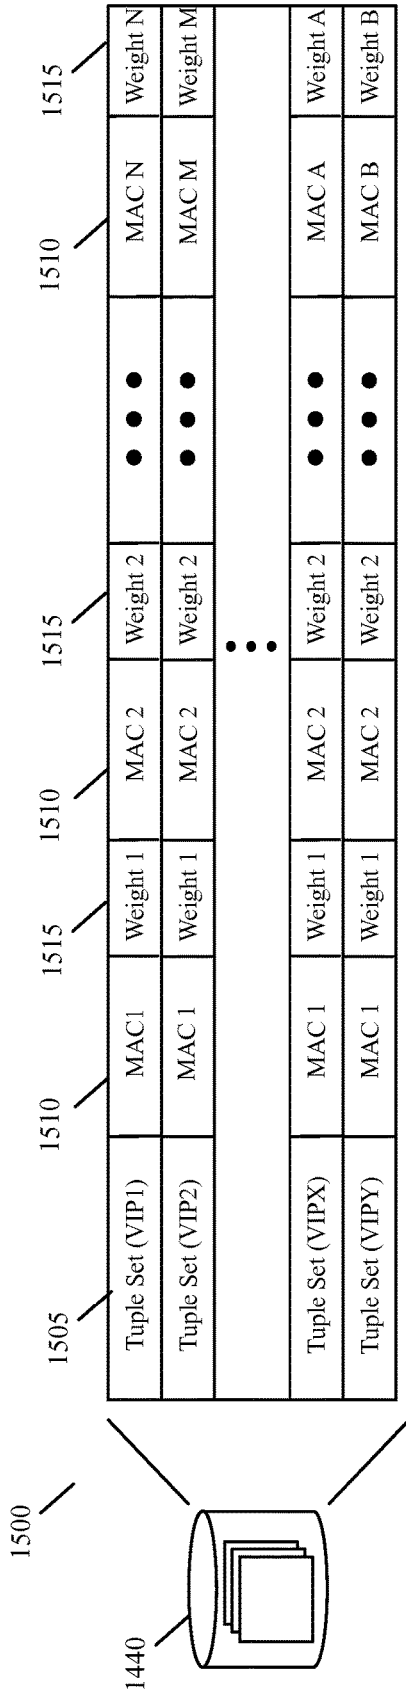 1500
1505
1510
1515
1510
1515
1510
1515
Tuple Set (VIP1) MAC1 Weight 1 MAC 2 Weight 2 MAC N Weight N
Tuple Set (VIP2) MAC 1 Weight 1 MAC 2 Weight 2 MAC M Weight M
Tuple Set (VIPX) MAC 1 Weight 1 MAC 2 Weight 2 MAC A Weight A
Tuple Set (VIPY) MAC 1 Weight 1 MAC 2 Weight 2 MAC B Weight B
1440